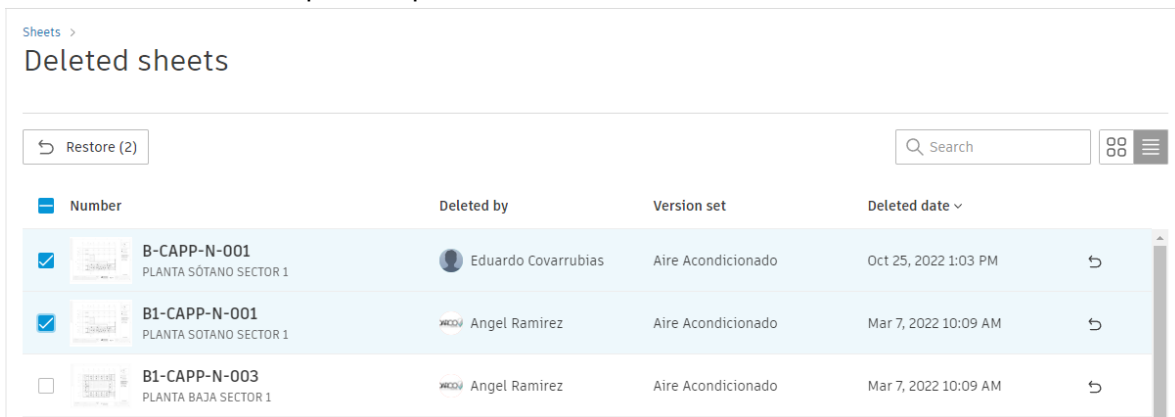 Sheets >
Deleted sheets
Restore (2)
Search
Number Deleted by Version set Deleted date
B-CAPP-N-001
PLANTA SÓTANO SECTOR 1
Eduardo Covarrubias Aire Acondicionado Oct 25, 2022 1:03 PM
B1-CAPP-N-001
PLANTA SOTANO SECTOR 1
Angel Ramirez Aire Acondicionado Mar 7, 2022 10:09 AM
B1-CAPP-N-003
PLANTA BAJA SECTOR 1
Angel Ramirez Aire Acondicionado Mar 7, 2022 10:09 AM